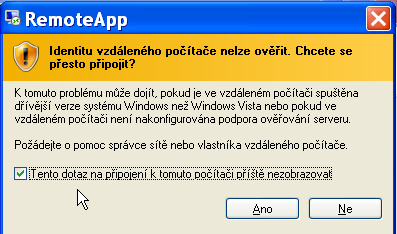 RemoteApp
Identitu vzdáleného počítače nelze ověřit. Chcete se
přesto připojit?
K tomuto problému může dojít, pokud je ve vzdáleném počítači spuštěna
dřívější verze systému Windows než Windows Vista nebo pokud ve
vzdáleném počítači není nakonfigurována podpora ověřování serveru.
Požádejte o pomoc správce sítě nebo vlastníka vzdáleného počítače.
Tento dotaz na připojení k tomuto počítači příště nezobrazovat
Ano
Ne